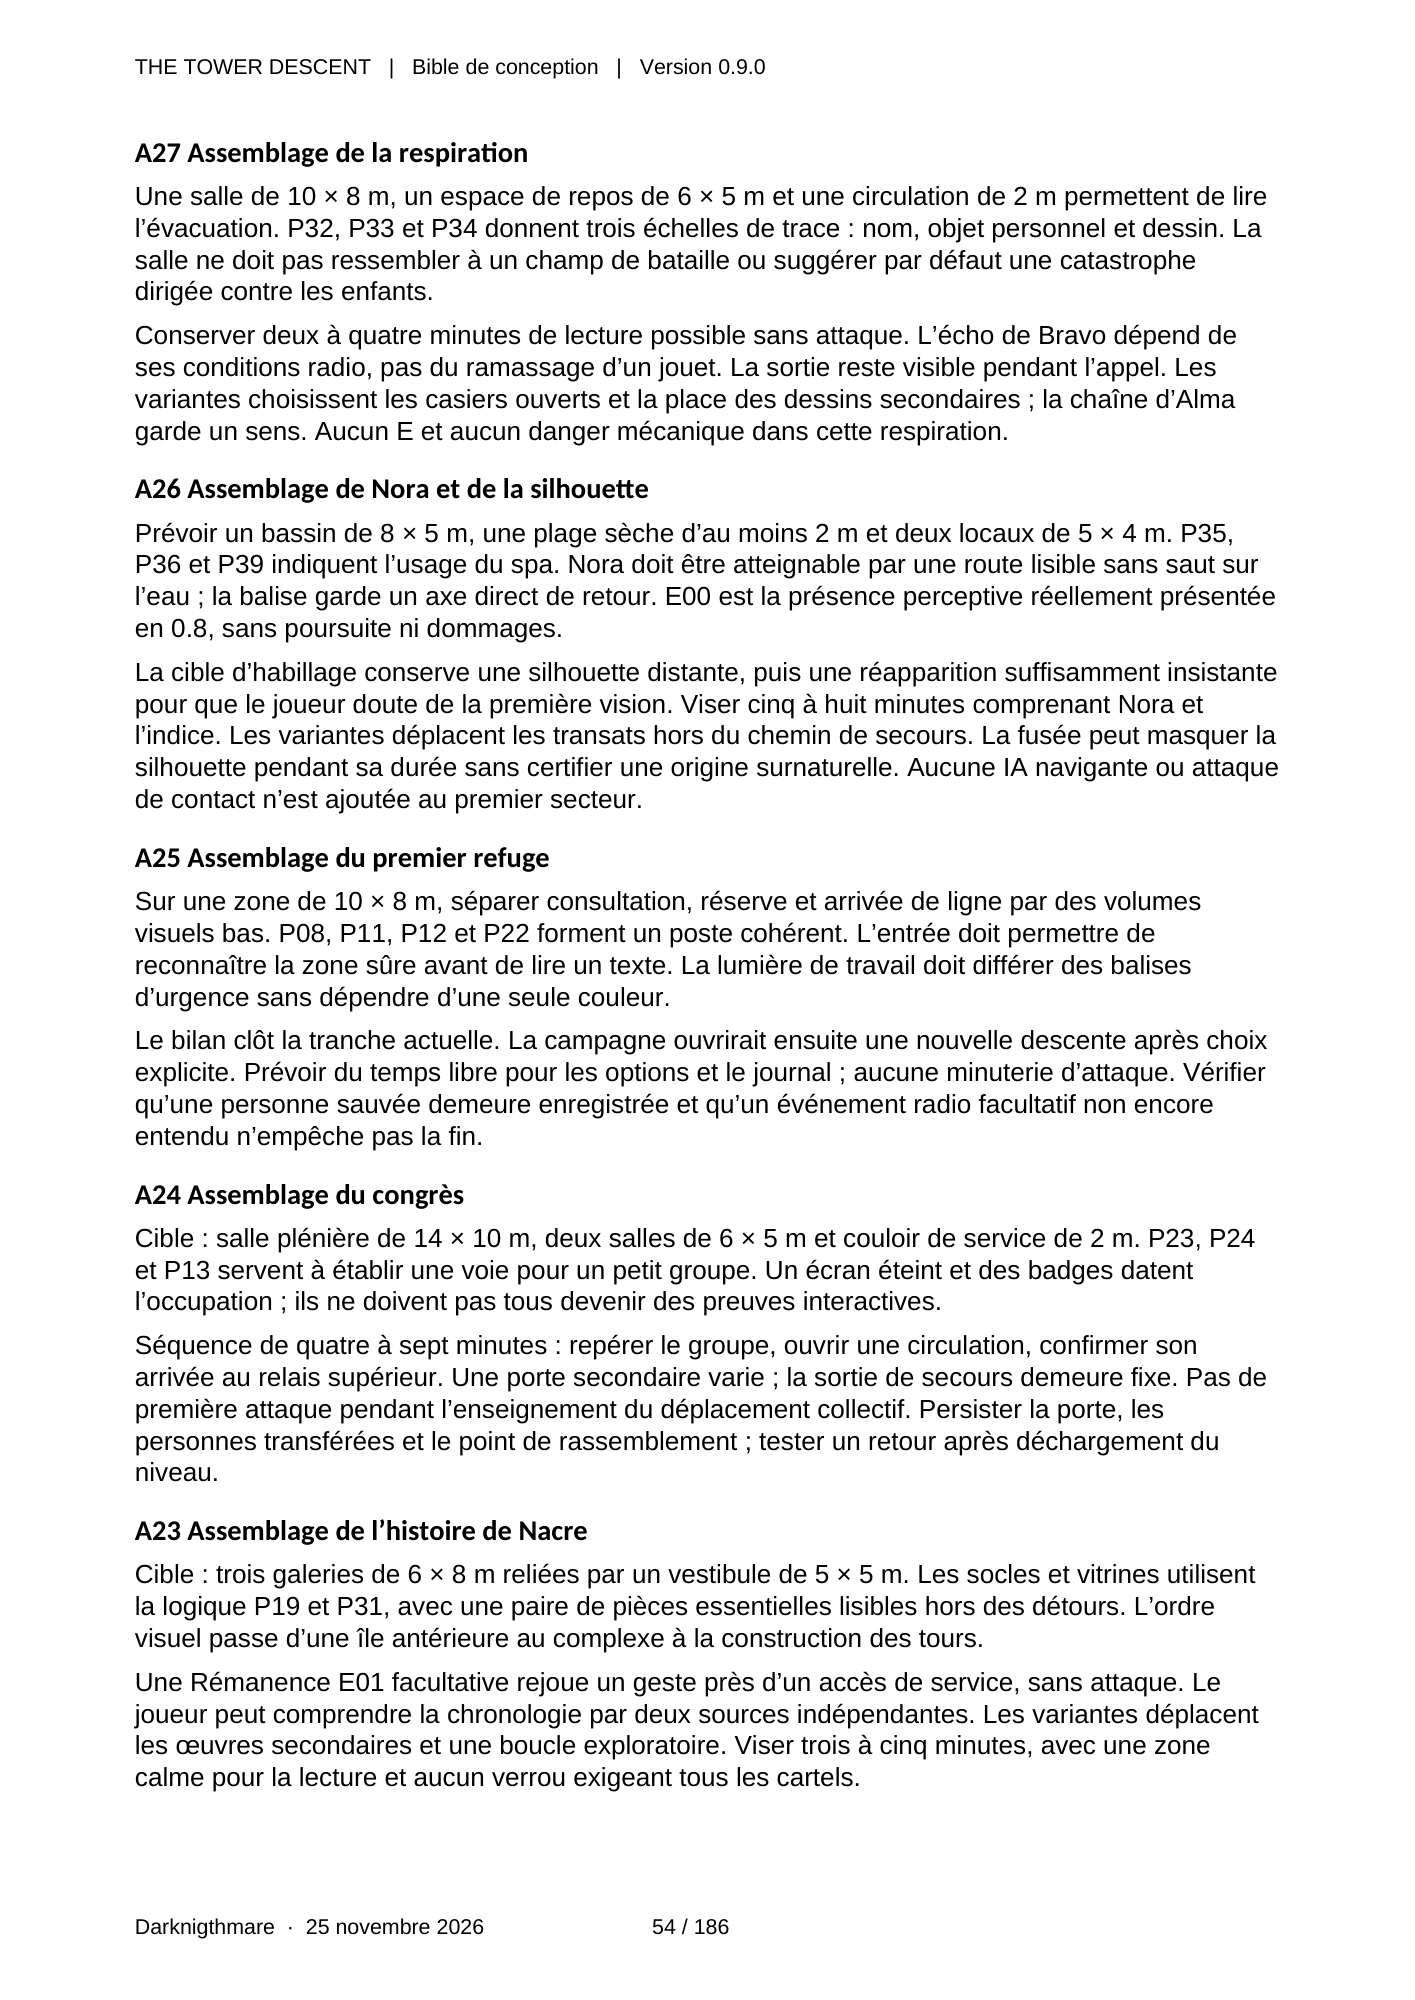 THE TOWER DESCENT | Bible de conception | Version 0.9.0
A27 Assemblage de la respiration
Une salle de 10 × 8 m, un espace de repos de 6 × 5 m et une circulation de 2 m permettent de lire
l’évacuation. P32, P33 et P34 donnent trois échelles de trace : nom, objet personnel et dessin. La
salle ne doit pas ressembler à un champ de bataille ou suggérer par défaut une catastrophe
dirigée contre les enfants.
Conserver deux à quatre minutes de lecture possible sans attaque. L’écho de Bravo dépend de
ses conditions radio, pas du ramassage d’un jouet. La sortie reste visible pendant l’appel. Les
variantes choisissent les casiers ouverts et la place des dessins secondaires ; la chaîne d’Alma
garde un sens. Aucun E et aucun danger mécanique dans cette respiration.
A26 Assemblage de Nora et de la silhouette
Prévoir un bassin de 8 × 5 m, une plage sèche d’au moins 2 m et deux locaux de 5 × 4 m. P35,
P36 et P39 indiquent l’usage du spa. Nora doit être atteignable par une route lisible sans saut sur
l’eau ; la balise garde un axe direct de retour. E00 est la présence perceptive réellement présentée
en 0.8, sans poursuite ni dommages.
La cible d’habillage conserve une silhouette distante, puis une réapparition suffisamment insistante
pour que le joueur doute de la première vision. Viser cinq à huit minutes comprenant Nora et
l’indice. Les variantes déplacent les transats hors du chemin de secours. La fusée peut masquer la
silhouette pendant sa durée sans certifier une origine surnaturelle. Aucune IA navigante ou attaque
de contact n’est ajoutée au premier secteur.
A25 Assemblage du premier refuge
Sur une zone de 10 × 8 m, séparer consultation, réserve et arrivée de ligne par des volumes
visuels bas. P08, P11, P12 et P22 forment un poste cohérent. L’entrée doit permettre de
reconnaître la zone sûre avant de lire un texte. La lumière de travail doit différer des balises
d’urgence sans dépendre d’une seule couleur.
Le bilan clôt la tranche actuelle. La campagne ouvrirait ensuite une nouvelle descente après choix
explicite. Prévoir du temps libre pour les options et le journal ; aucune minuterie d’attaque. Vérifier
qu’une personne sauvée demeure enregistrée et qu’un événement radio facultatif non encore
entendu n’empêche pas la fin.
A24 Assemblage du congrès
Cible : salle plénière de 14 × 10 m, deux salles de 6 × 5 m et couloir de service de 2 m. P23, P24
et P13 servent à établir une voie pour un petit groupe. Un écran éteint et des badges datent
l’occupation ; ils ne doivent pas tous devenir des preuves interactives.
Séquence de quatre à sept minutes : repérer le groupe, ouvrir une circulation, confirmer son
arrivée au relais supérieur. Une porte secondaire varie ; la sortie de secours demeure fixe. Pas de
première attaque pendant l’enseignement du déplacement collectif. Persister la porte, les
personnes transférées et le point de rassemblement ; tester un retour après déchargement du
niveau.
A23 Assemblage de l’histoire de Nacre
Cible : trois galeries de 6 × 8 m reliées par un vestibule de 5 × 5 m. Les socles et vitrines utilisent
la logique P19 et P31, avec une paire de pièces essentielles lisibles hors des détours. L’ordre
visuel passe d’une île antérieure au complexe à la construction des tours.
Une Rémanence E01 facultative rejoue un geste près d’un accès de service, sans attaque. Le
joueur peut comprendre la chronologie par deux sources indépendantes. Les variantes déplacent
les œuvres secondaires et une boucle exploratoire. Viser trois à cinq minutes, avec une zone
calme pour la lecture et aucun verrou exigeant tous les cartels.
Darknigthmare · 25 novembre 2026 54 / 186